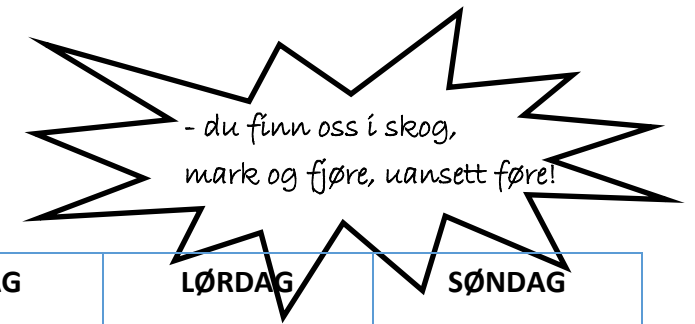 - du finn oss i skog,
mark og fjøre, uansett føre!
LØRDAG SØNDAG